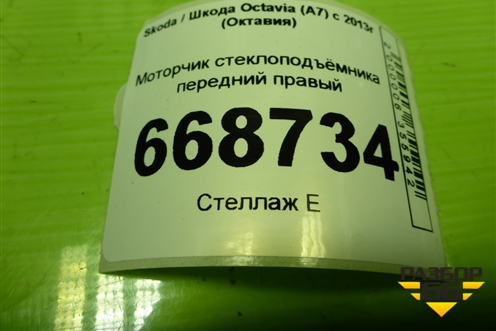 Skoda / Шкода Octavia (A7) с 2013г
(Октавия)
Моторчик стеклоподъёмника
передний правый
668734
Стеллаж Е
РАЗБОР